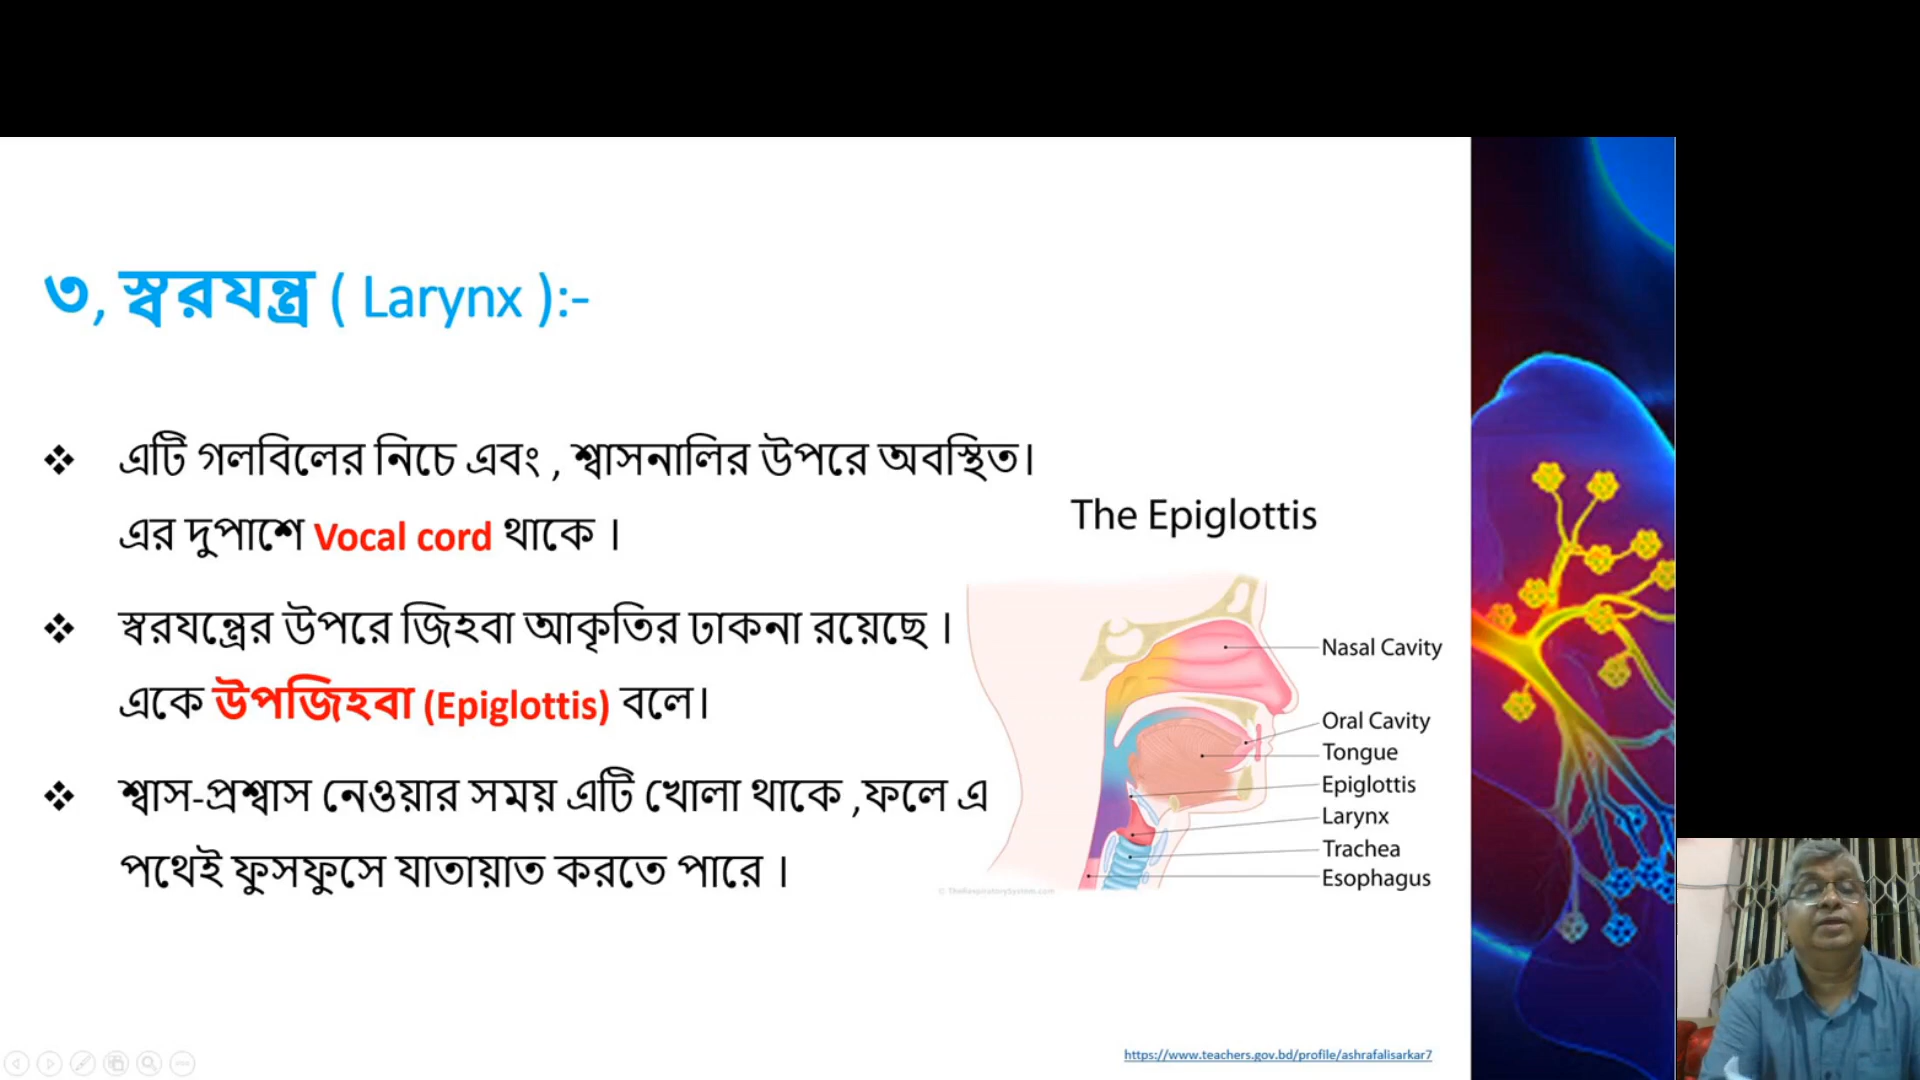 ৩, স্বরযন্ত্র ( Larynx ):-
এটি গলবিলের নিচে এবং , শ্বাসনালির উপরে অবস্থিত।
এর দুপাশে Vocal cord থাকে ।
স্বরযন্ত্রের উপরে জিহবা আকৃতির ঢাকনা রয়েছে ।
একে উপজিহবা (Epiglottis) বলে।
শ্বাস-প্রশ্বাস নেওয়ার সময় এটি খোলা থাকে ,ফলে এ
পথেই ফুসফুসে যাতায়াত করতে পারে ।
The Epiglottis
Nasal Cavity
Oral Cavity
Tongue
Epiglottis
Larynx
Trachea
Esophagus
© TheRespiratorySystem.com
https://www.teachers.gov.bd/profile/ashrafalisarkar7